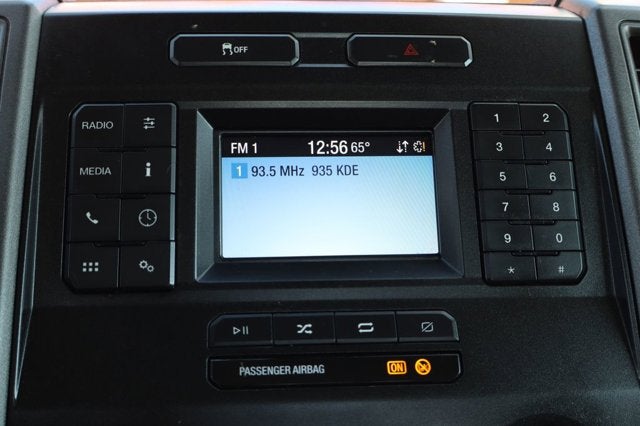 OFF
RADIO
MEDIA
FM 1 12:56 65°
1 93.5 MHz 935 KDE
1 2
3 4
5 6
7 8
9 0
* #
PASSENGER AIRBAG ON